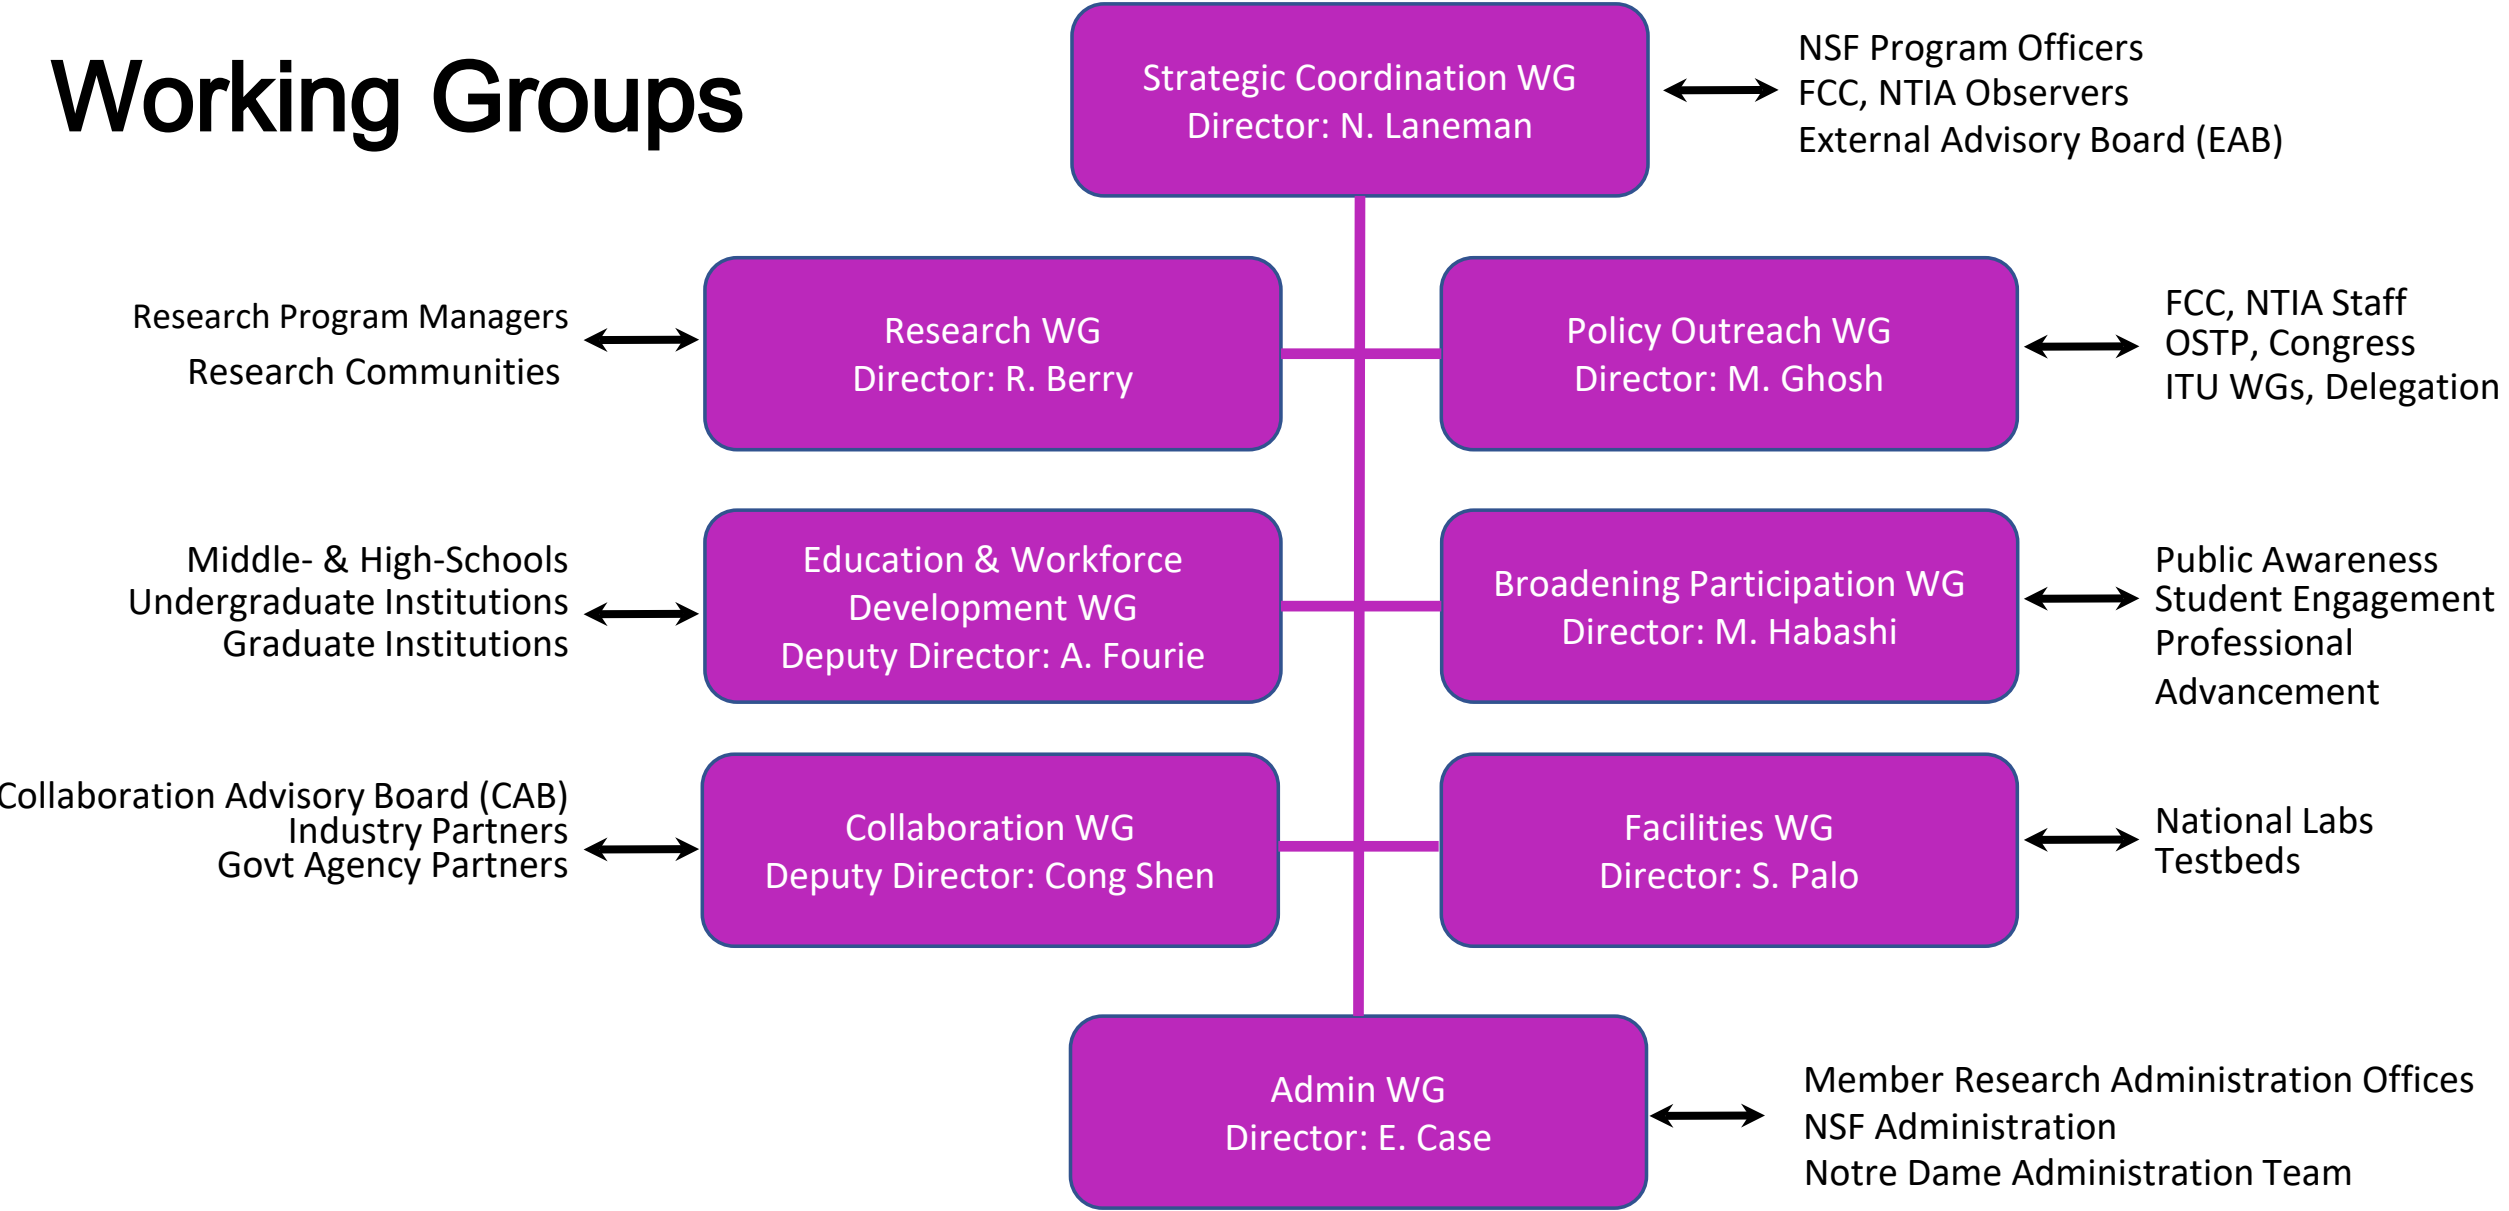 Working Groups
Strategic Coordination WG
Director: N. Laneman
NSF Program Officers
FCC, NTIA Observers
External Advisory Board (EAB)
Research Program Managers
Research Communities
Research WG
Director: R. Berry
Policy Outreach WG
Director: M. Ghosh
FCC, NTIA Staff
OSTP, Congress
ITU WGs, Delegation
Middle- & High-Schools
Undergraduate Institutions
Graduate Institutions
Education & Workforce
Development WG
Deputy Director: A. Fourie
Broadening Participation WG
Director: M. Habashi
Public Awareness
Student Engagement
Professional
Advancement
Collaboration Advisory Board (CAB)
Industry Partners
Govt Agency Partners
Collaboration WG
Deputy Director: Cong Shen
Facilities WG
Director: S. Palo
National Labs
Testbeds
Admin WG
Director: E. Case
Member Research Administration Offices
NSF Administration
Notre Dame Administration Team